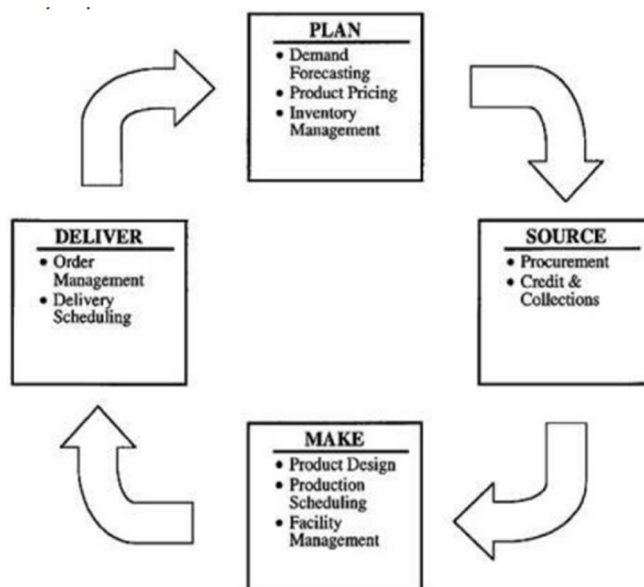 PLAN
• Demand
Forecasting
• Product Pricing
• Inventory
Management
SOURCE
• Procurement
• Credit &
Collections
MAKE
• Product Design
• Production
Scheduling
• Facility
Management
DELIVER
• Order
Management
• Delivery
Scheduling